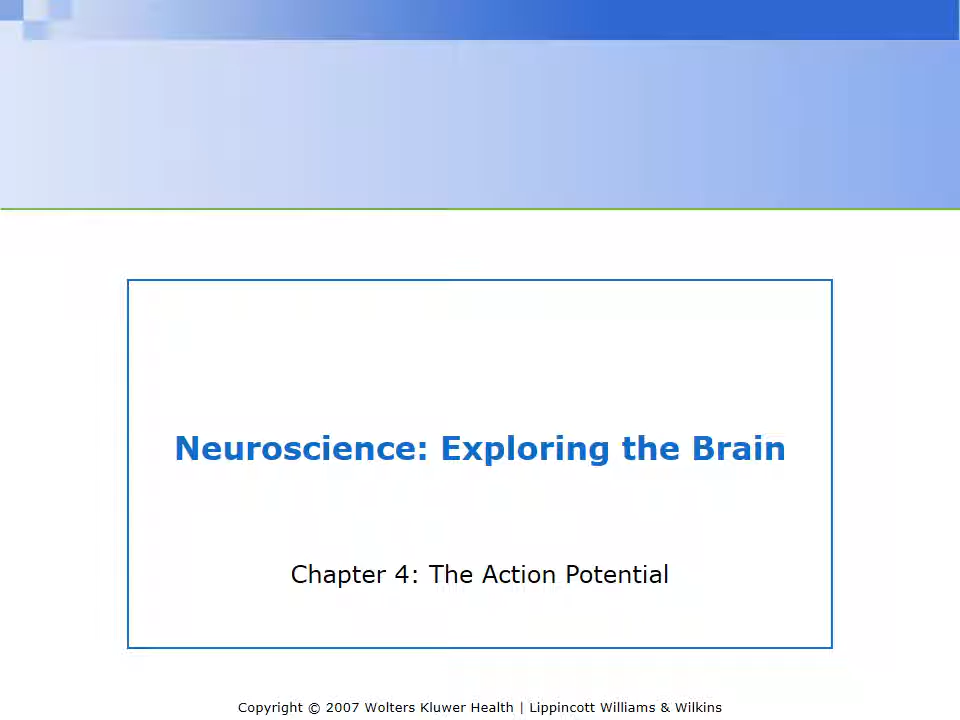 Neuroscience: Exploring the Brain
Chapter 4: The Action Potential
Copyright © 2007 Wolters Kluwer Health | Lippincott Williams & Wilkins